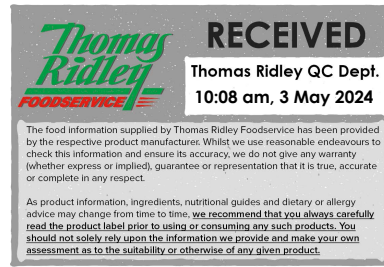 Thomas
Ridley
FOODSERVICE
RECEIVED
Thomas Ridley QC Dept.
10:08 am, 3 May 2024
The food information supplied by Thomas Ridley Foodservice has been provided
by the respective product manufacturer. Whilst we use reasonable endeavours to
check this information and ensure its accuracy, we do not give any warranty
(whether express or implied), guarantee or representation that it is true, accurate
or complete in any respect.
As product information, ingredients, nutritional guides and dietary or allergy
advice may change from time to time, we recommend that you always carefully
read the product label prior to using or consuming any such products. You
should not solely rely upon the information we provide and make your own
assessment as to the suitability or otherwise of any given product.